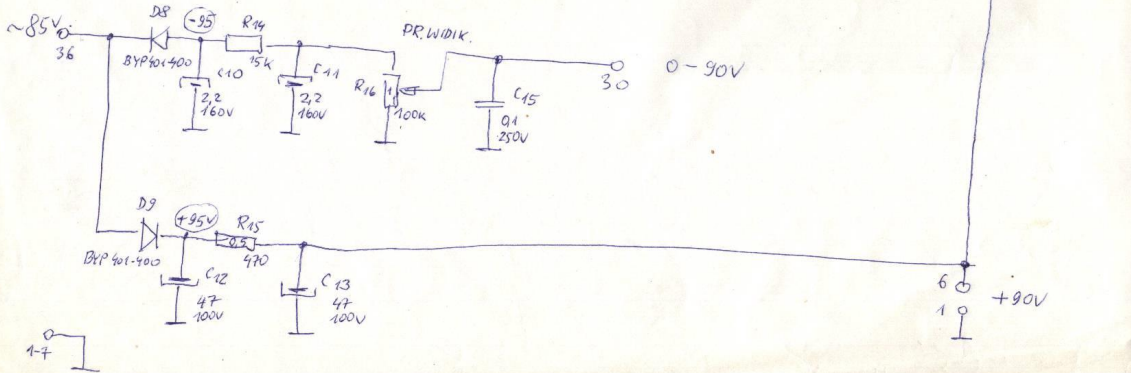 ~85V
36
D8
BYP401-400
-95
R14
15K
C10
2,2
160V
C11
2,2
160V
PR. WIDIK.
R16
1
100K
C15
0,1
250V
30
0-90V
D9
BYP401-400
+95V
R15
0,5
470
C12
47
100V
C13
47
100V
6
1
+90V
1-7